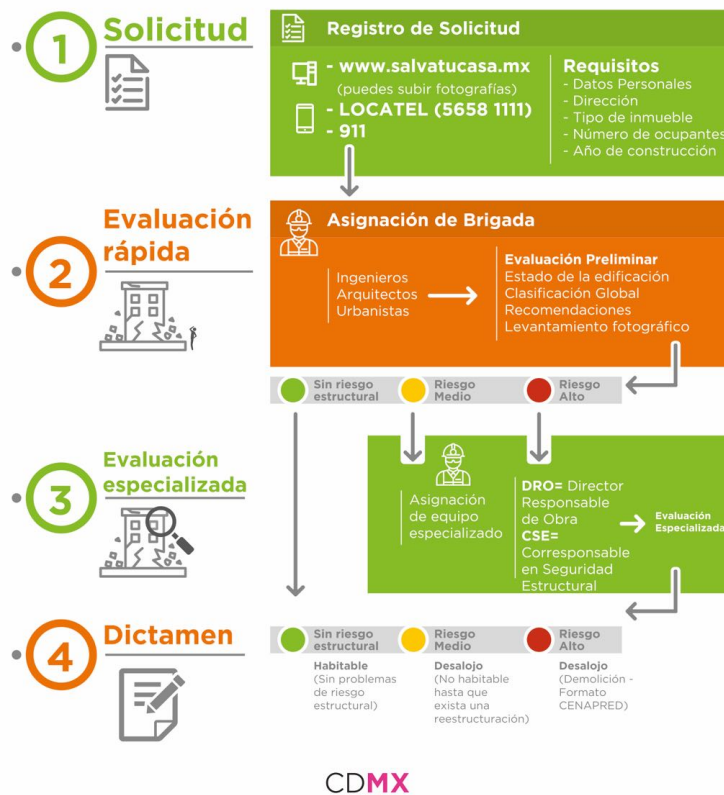 1
Solicitud
Registro de Solicitud
- www.salvatucasa.mx
(puedes subir fotografías)
- LOCATEL (5658 1111)
- 911
Requisitos
- Datos Personales
- Dirección
- Tipo de inmueble
- Número de ocupantes
- Año de construcción
2
Evaluación
rápida
Asignación de Brigada
Ingenieros
Arquitectos
Urbanistas
Evaluación Preliminar
Estado de la edificación
Clasificación Global
Recomendaciones
Levantamiento fotográfico
Sin riesgo
estructural
Riesgo
Medio
Riesgo
Alto
3
Evaluación
especializada
Asignación
de equipo
especializado
DRO= Director
Responsable
de Obra
CSE=
Corresponsable
en Seguridad
Estructural
Evaluación
Especializada
4
Dictamen
Sin riesgo
estructural
Riesgo
Medio
Riesgo
Alto
Habitable
(Sin problemas
de riesgo
estructural)
Desalojo
(No habitable
hasta que
exista una
reestructuración)
Desalojo
(Demolición -
Formato
CENAPRED)
CDMX